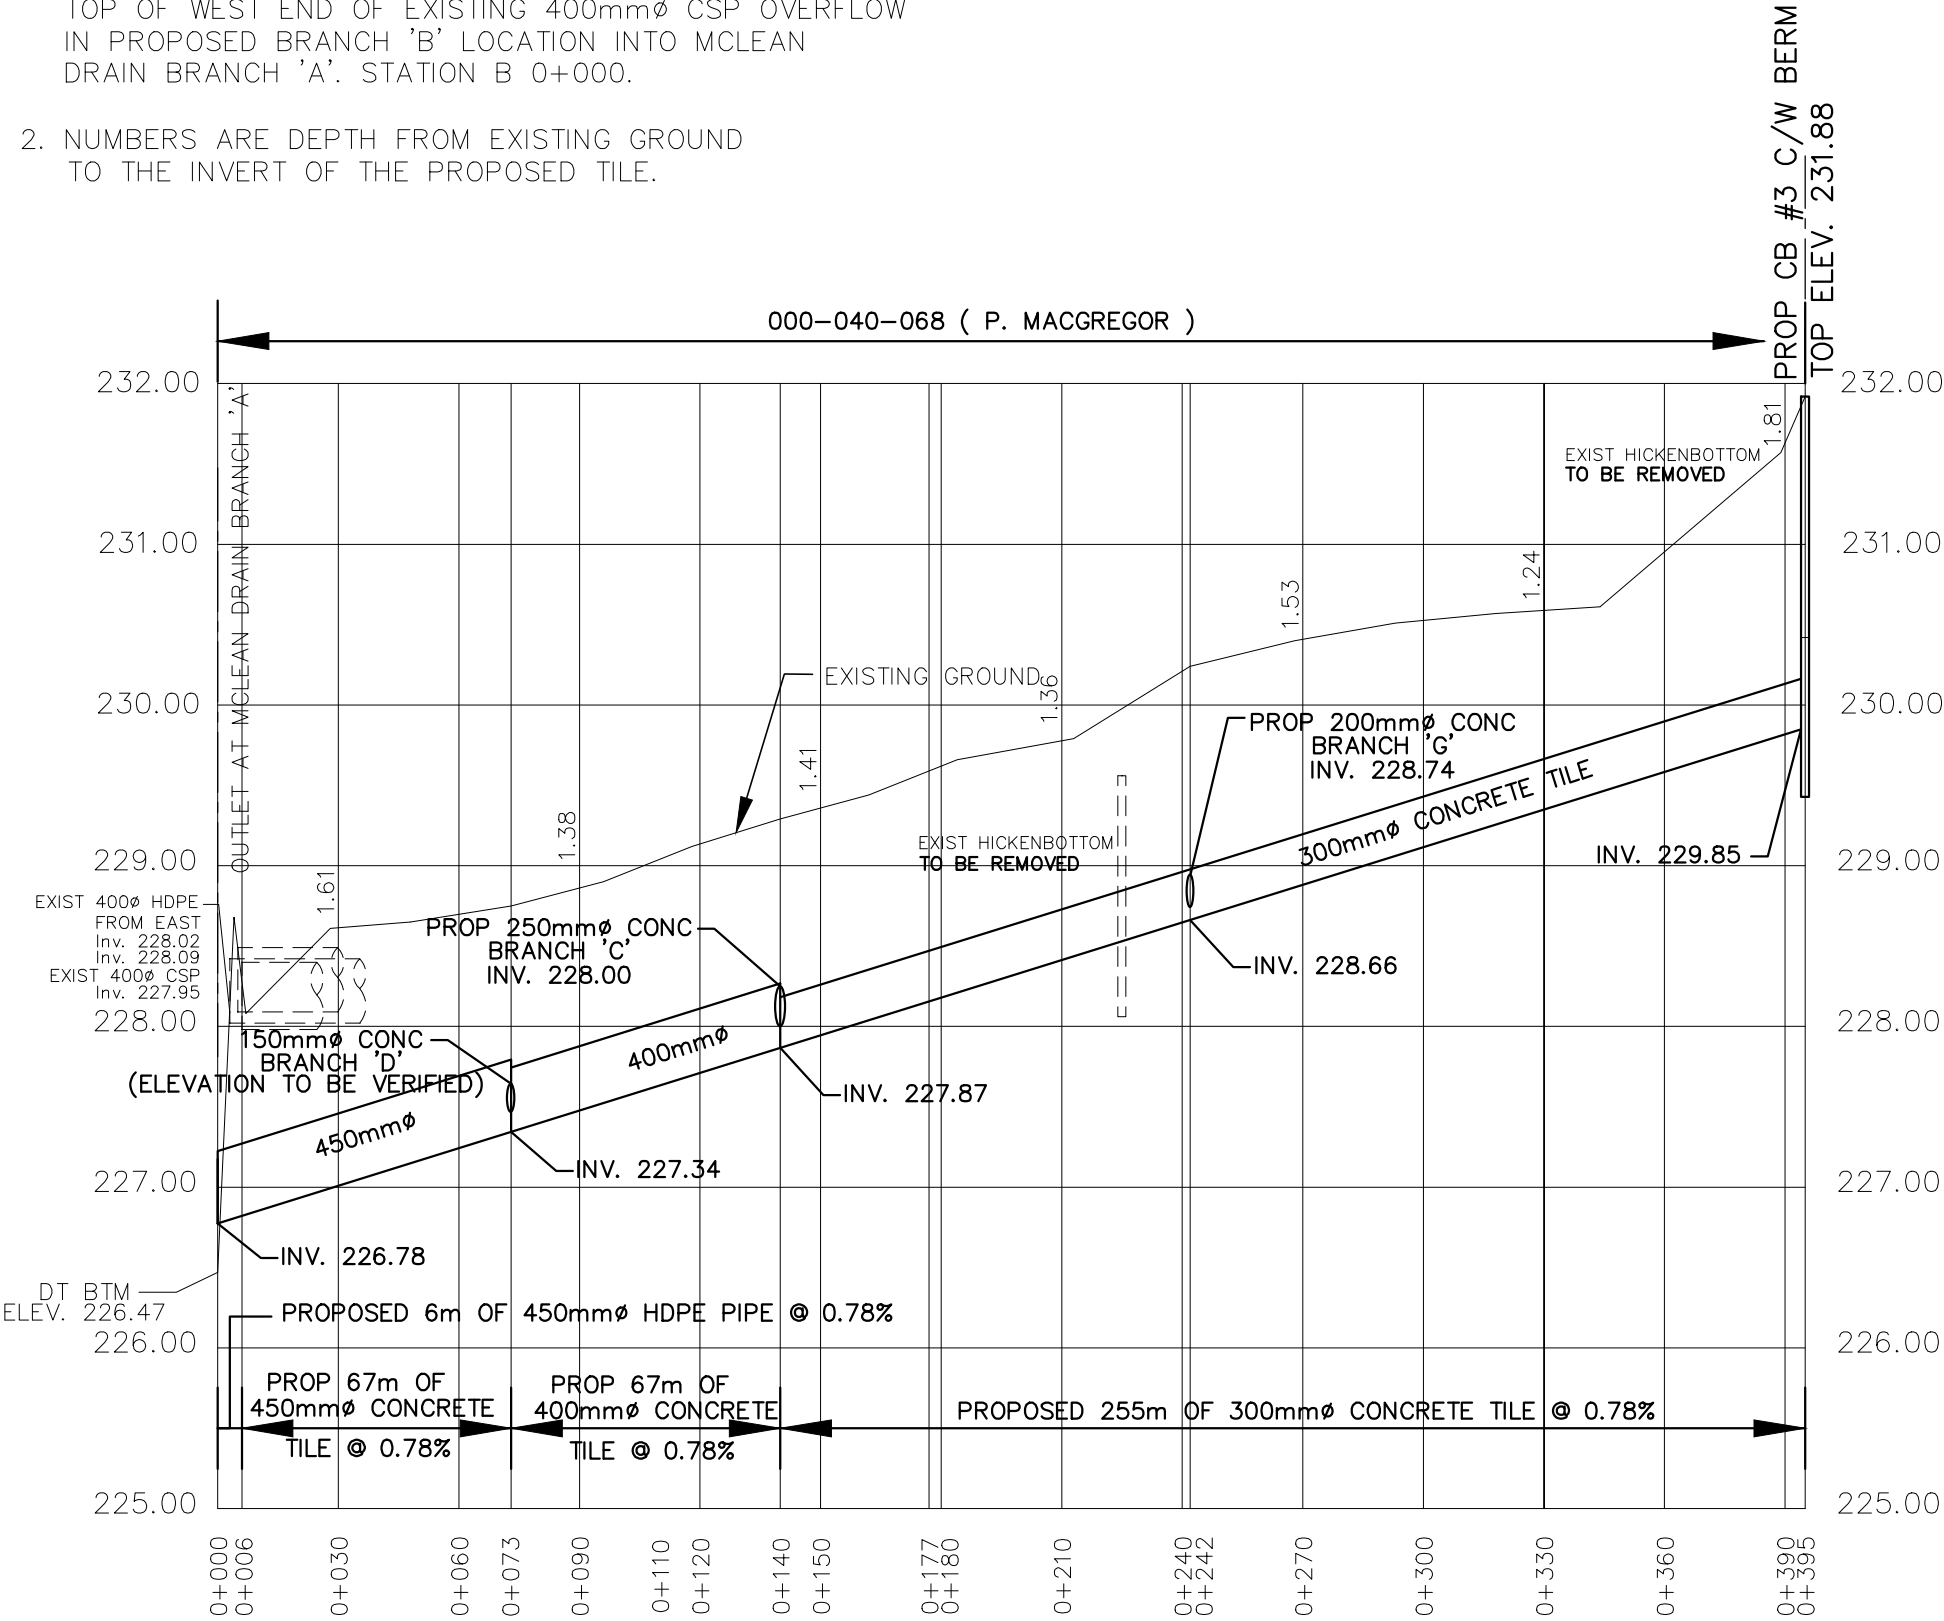 TOP OF WEST END OF EXISTING 400mmø CSP OVERFLOW
IN PROPOSED BRANCH 'B' LOCATION INTO MCLEAN
DRAIN BRANCH 'A'. STATION B 0+000.
2. NUMBERS ARE DEPTH FROM EXISTING GROUND
TO THE INVERT OF THE PROPOSED TILE.
PROP CB #3 C/W BERM
TOP ELEV. 231.88
000-040-068 ( P. MACGREGOR )
232.00
232.00
OUTLET AT MCLEAN DRAIN BRANCH 'A'
1.81
EXIST HICKENBOTTOM
TO BE REMOVED
231.00
231.00
1.24
1.53
EXISTING GROUND
1.36
230.00
230.00
PROP 200mmø CONC
BRANCH 'G'
INV. 228.74
1.41
300mmø CONCRETE TILE
1.38
EXIST HICKENBOTTOM
TO BE REMOVED
INV. 229.85
229.00
229.00
1.61
EXIST 400ø HDPE
FROM EAST
Inv. 228.02
Inv. 228.09
EXIST 400ø CSP
Inv. 227.95
PROP 250mmø CONC
BRANCH 'C'
INV. 228.00
INV. 228.66
228.00
228.00
150mmø CONC
BRANCH 'D'
(ELEVATION TO BE VERIFIED)
400mmø
INV. 227.87
450mmø
INV. 227.34
227.00
227.00
INV. 226.78
DT BTM
ELEV. 226.47
PROPOSED 6m OF 450mmø HDPE PIPE @ 0.78%
226.00
226.00
PROP 67m OF
450mmø CONCRETE
TILE @ 0.78%
PROP 67m OF
400mmø CONCRETE
TILE @ 0.78%
PROPOSED 255m OF 300mmø CONCRETE TILE @ 0.78%
225.00
225.00
0+000
0+006
0+030
0+060
0+073
0+090
0+110
0+120
0+140
0+150
0+177
0+180
0+210
0+240
0+242
0+270
0+300
0+330
0+360
0+390
0+395